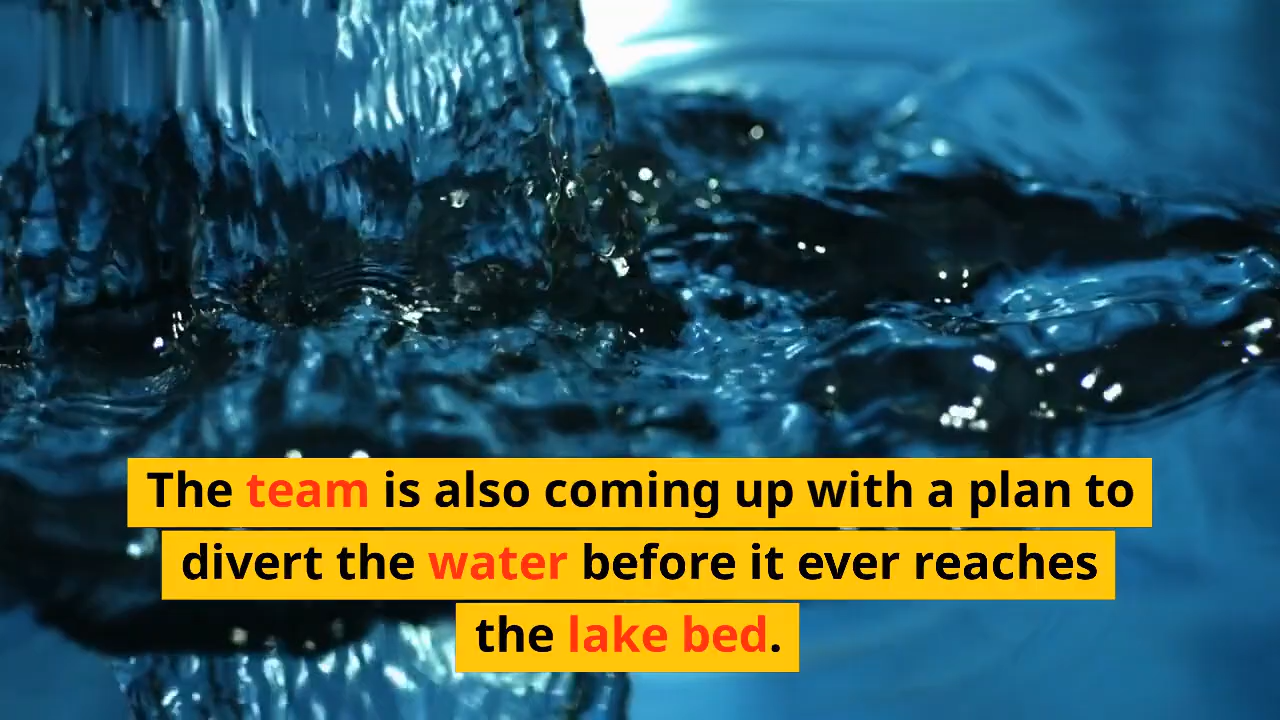 The team is also coming up with a plan to
divert the water before it ever reaches
the lake bed.